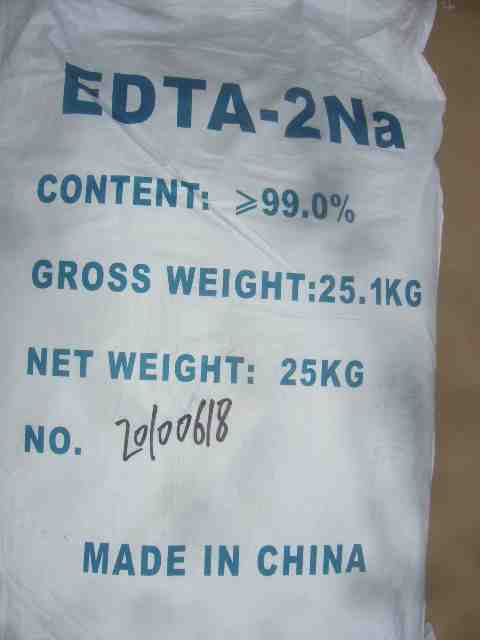 EDTA-2Na
CONTENT: ⩾99.0%
GROSS WEIGHT:25.1KG
NET WEIGHT: 25KG
NO. 20100618
MADE IN CHINA